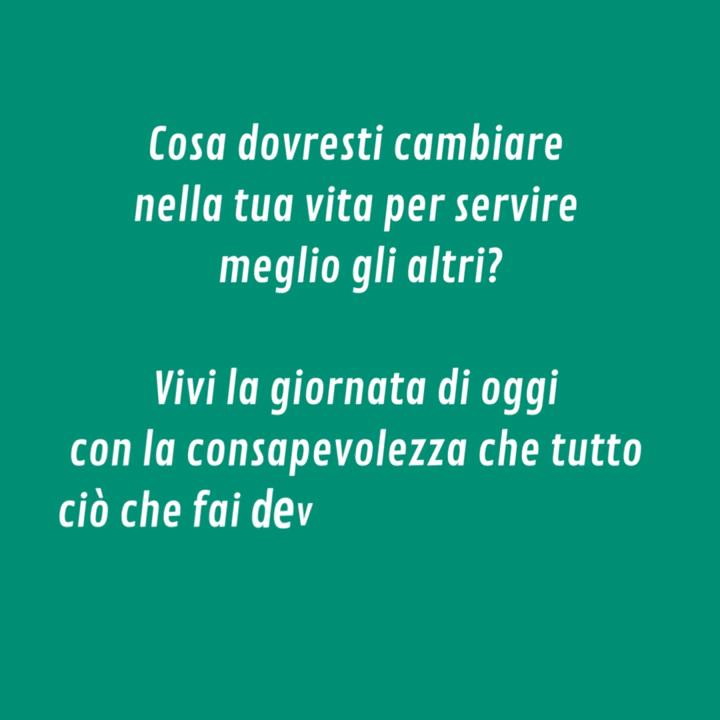 Cosa dovresti cambiare
nella tua vita per servire
meglio gli altri?
Vivi la giornata di oggi
con la consapevolezza che tutto
ciò che fai dev